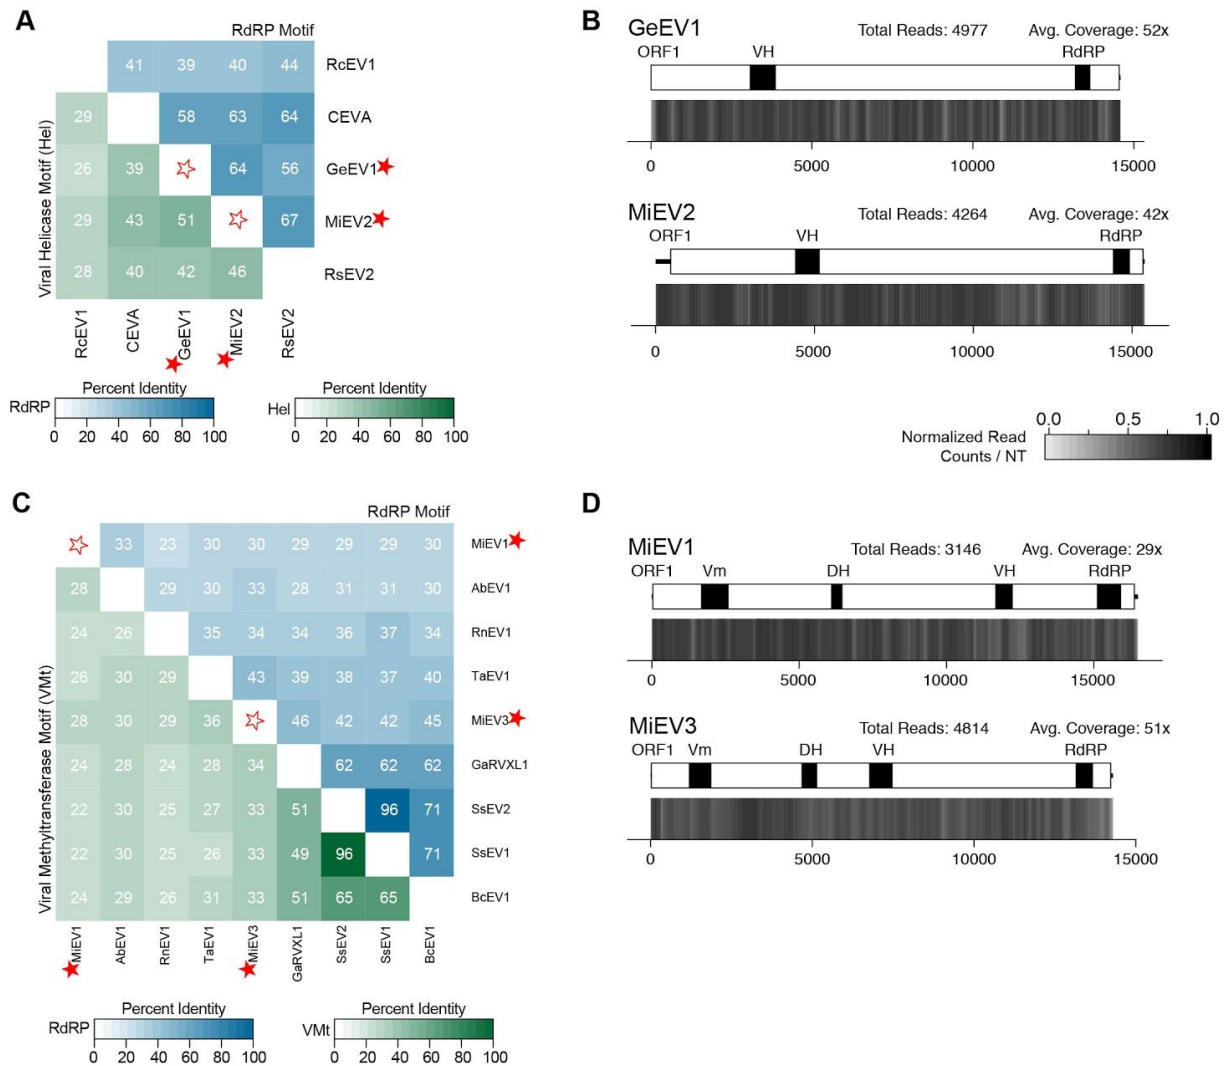 A
RdRP Motif
41 39 40 44 RcEV1
29 58 63 64 CEVA
26 39 64 56 GeEV1
29 43 51 67 MiEV2
28 40 42 46 RsEV2
Viral Helicase Motif (Hel)
RcEV1 CEVA GeEV1 MiEV2 RsEV2
Percent Identity
RdRP
0 20 40 60 80 100
Percent Identity
Hel
0 20 40 60 80 100
B
GeEV1 Total Reads: 4977 Avg. Coverage: 52x
ORF1 VH RdRP
0 5000 10000 15000
MiEV2 Total Reads: 4264 Avg. Coverage: 42x
ORF1 VH RdRP
0 5000 10000 15000
0.0 0.5 1.0
Normalized Read
Counts / NT
C
RdRP Motif
33 23 30 30 29 29 29 30 MiEV1
28 29 30 33 28 31 31 30 AbEV1
24 26 35 34 34 36 37 34 RnEV1
26 30 29 43 39 38 37 40 TaEV1
28 30 29 36 46 42 42 45 MiEV3
24 28 24 28 34 62 62 62 GaRVXL1
22 30 25 27 33 51 96 71 SsEV2
22 30 25 26 33 49 96 71 SsEV1
24 29 26 31 33 51 65 65 BcEV1
Viral Methyltransferase Motif (VMt)
MiEV1 AbEV1 RnEV1 TaEV1 MiEV3 GaRVXL1 SsEV2 SsEV1 BcEV1
Percent Identity
RdRP
0 20 40 60 80 100
Percent Identity
VMt
0 20 40 60 80 100
D
MiEV1 Total Reads: 3146 Avg. Coverage: 29x
ORF1 Vm DH VH RdRP
0 5000 10000 15000
MiEV3 Total Reads: 4814 Avg. Coverage: 51x
ORF1 Vm DH VH RdRP
0 5000 10000 15000